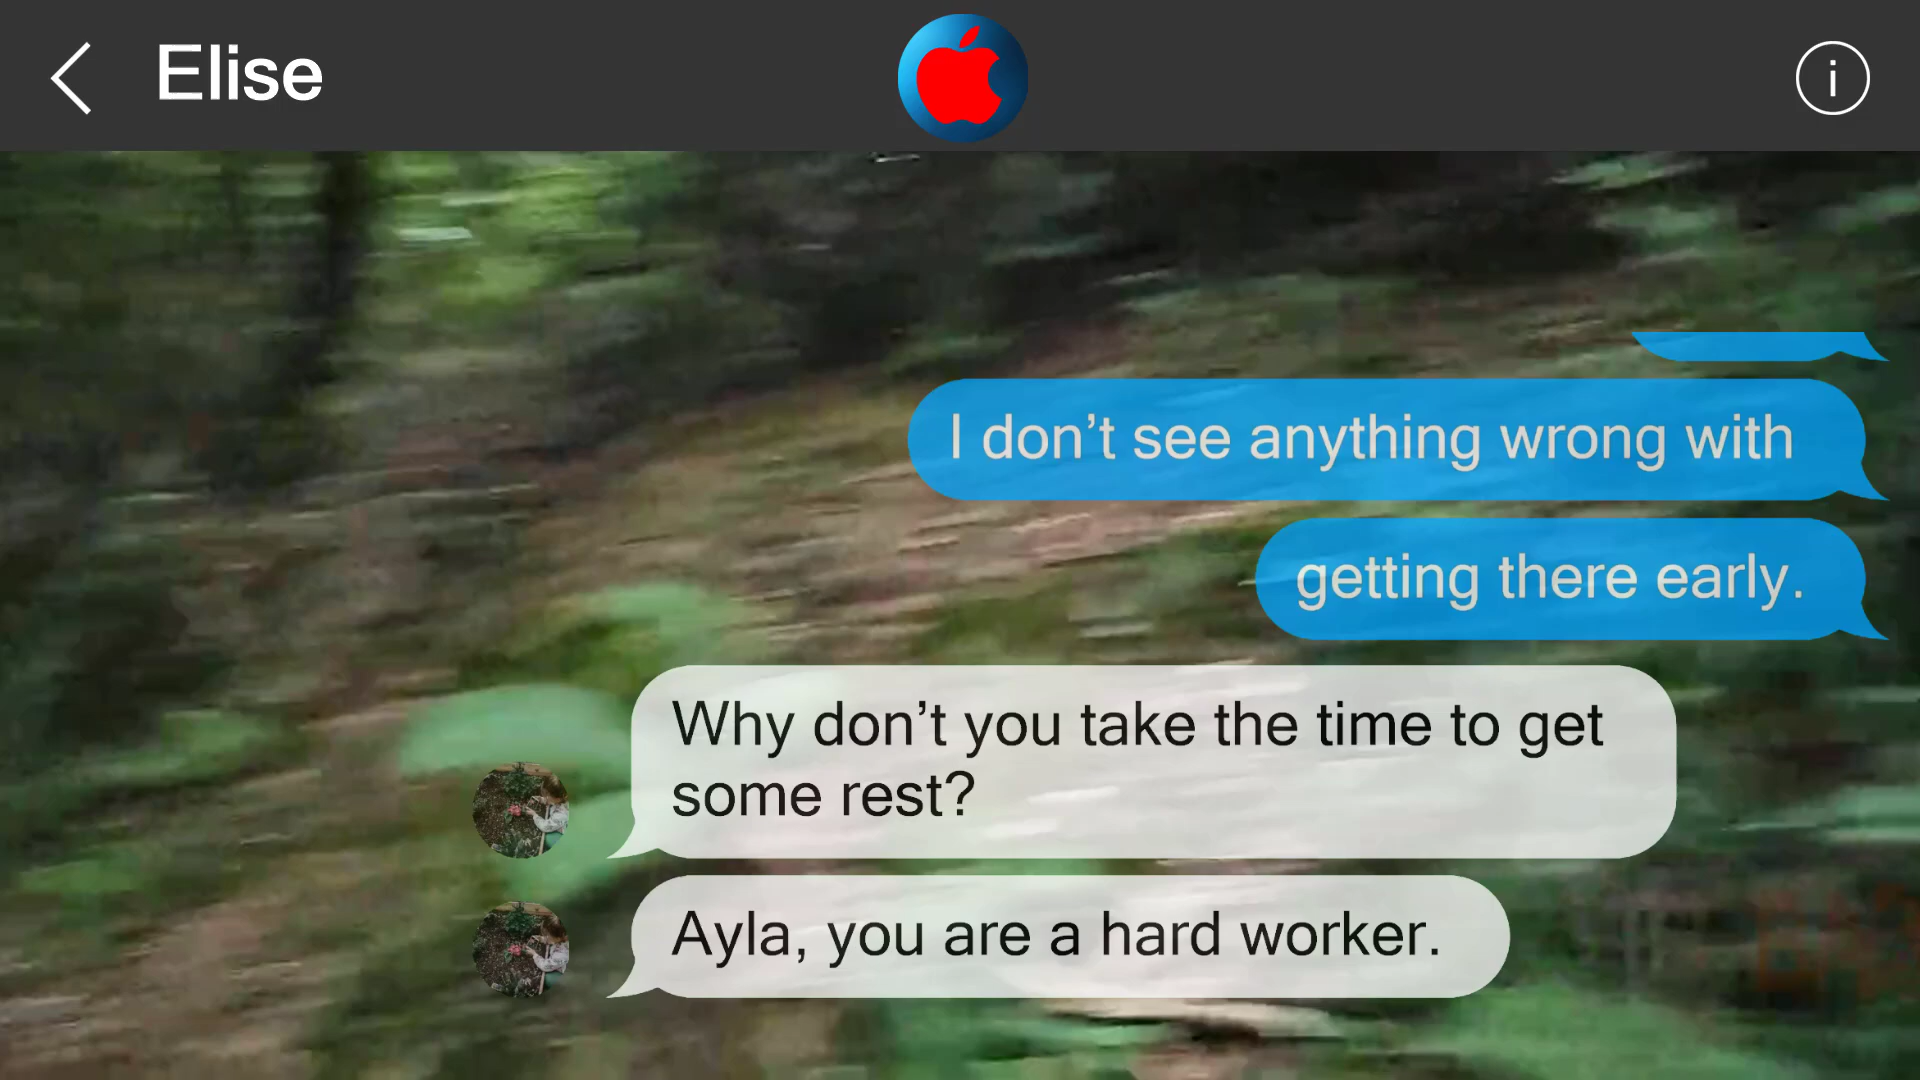 Elise
I don’t see anything wrong with
getting there early.
Why don’t you take the time to get
some rest?
Ayla, you are a hard worker.